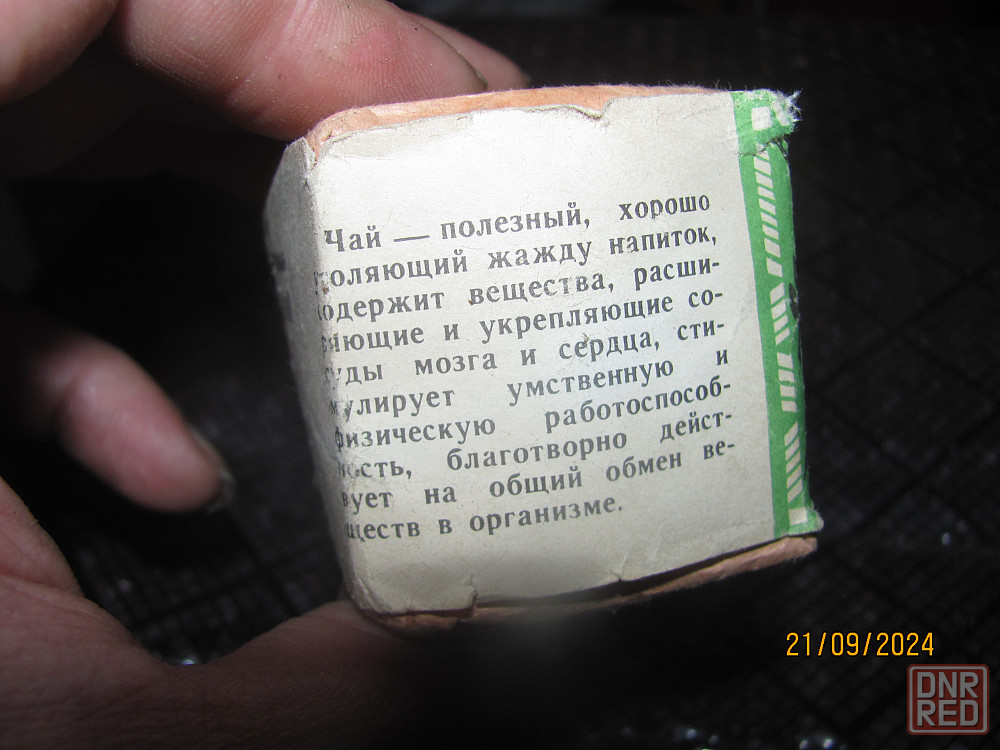 Чай — полезный, хорошо
утоляющий жажду напиток,
содержит вещества, расши-
ряющие и укрепляющие со-
суды мозга и сердца, сти-
мулирует умственную и
физическую работоспособ-
ность, благотворно дейст-
вует на общий обмен ве-
ществ в организме.
21/09/2024
DNR
RED